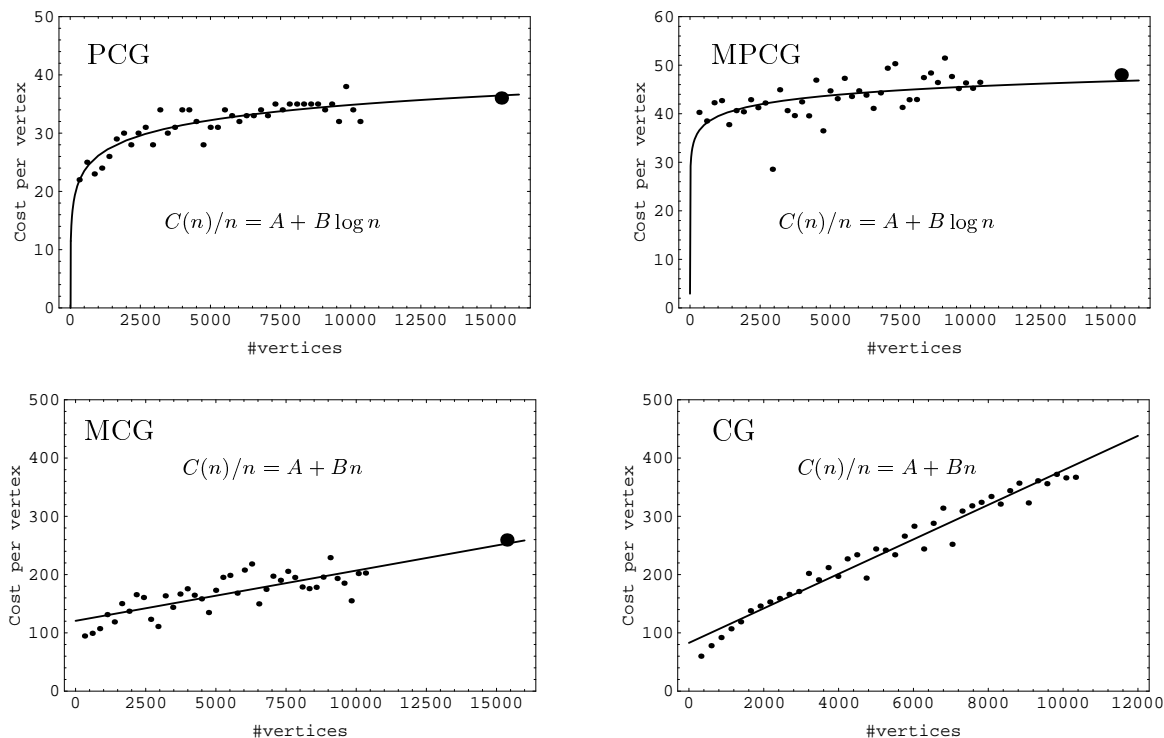 PCG
Cost per vertex
50
40
30
20
10
0
C(n)/n = A + B log n
0 2500 5000 7500 10000 12500 15000
#vertices
MPCG
Cost per vertex
60
50
40
30
20
10
0
C(n)/n = A + B log n
0 2500 5000 7500 10000 12500 15000
#vertices
MCG
Cost per vertex
500
400
300
200
100
0
C(n)/n = A + Bn
0 2500 5000 7500 10000 12500 15000
#vertices
CG
Cost per vertex
500
400
300
200
100
0
C(n)/n = A + Bn
0 2000 4000 6000 8000 10000 12000
#vertices